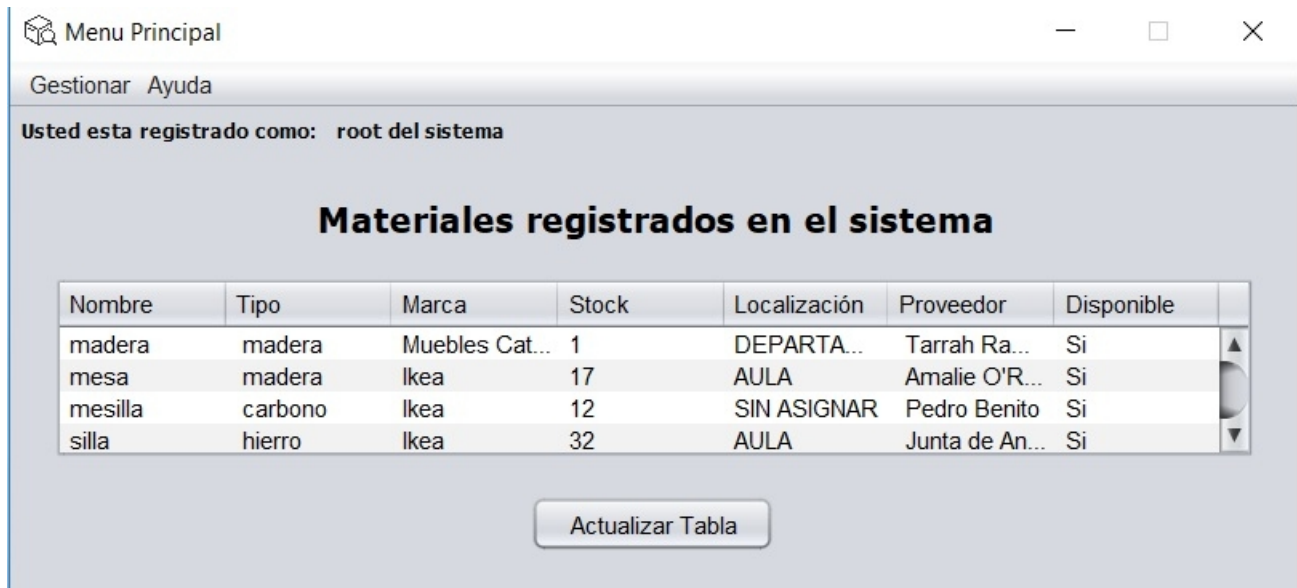 Menu Principal
Gestionar Ayuda
Usted esta registrado como: root del sistema
Materiales registrados en el sistema
Nombre Tipo Marca Stock Localización Proveedor Disponible
madera madera Muebles Cat... 1 DEPARTA... Tarrah Ra... Si
mesa madera Ikea 17 AULA Amalie O'R... Si
mesilla carbono Ikea 12 SIN ASIGNAR Pedro Benito Si
silla hierro Ikea 32 AULA Junta de An... Si
Actualizar Tabla